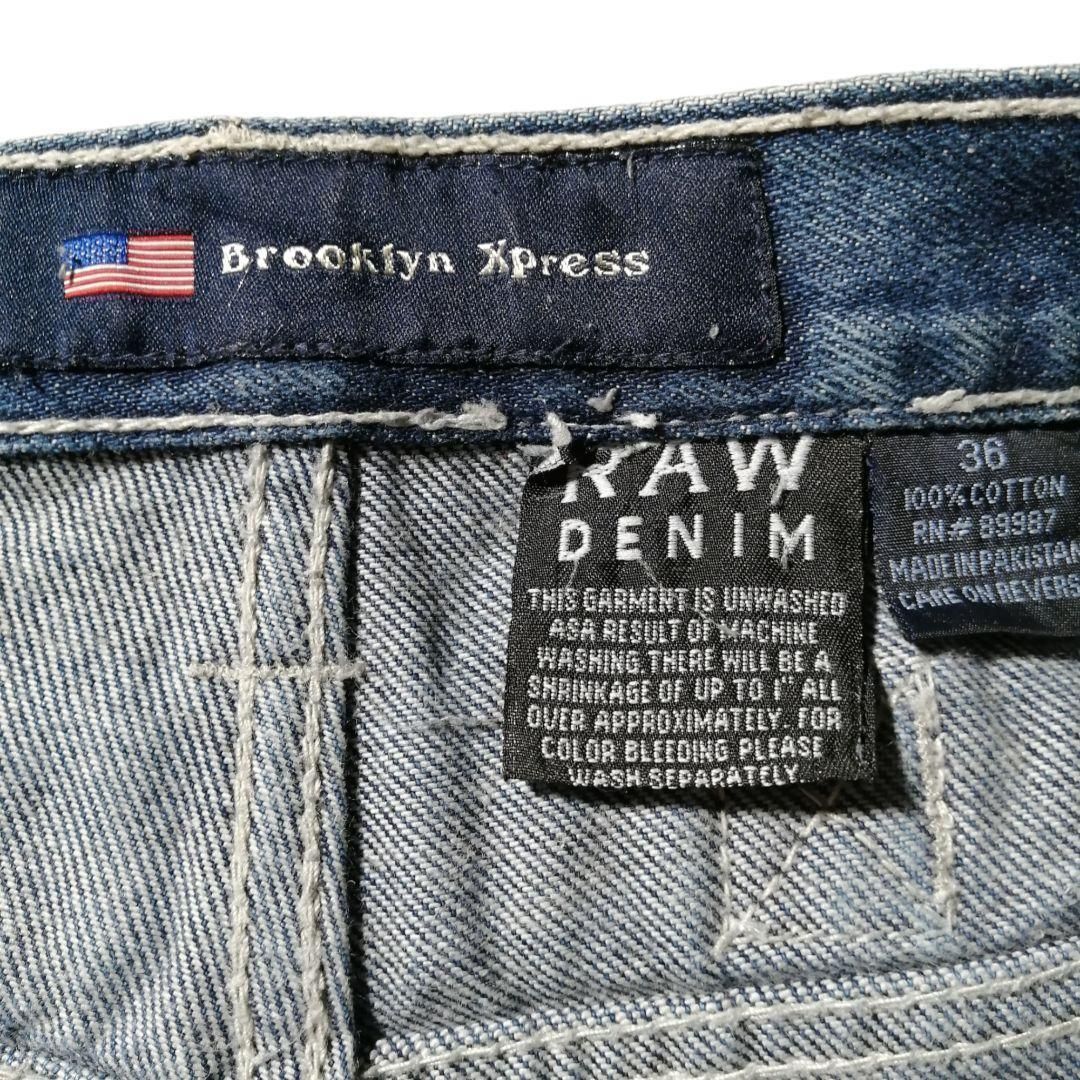 Brooklyn Xpress
RAW
DENIM
THIS GARMENT IS UNWASHED
AS A RESULT OF MACHINE
WASHING THERE WILL BE A
SHRINKAGE OF UP TO 1" ALL
OVER APPROXIMATELY. FOR
COLOR BLEEDING PLEASE
WASH SEPARATELY
36
100% COTTON
RN# 89987
MADE IN PAKISTAN
CARE ON REVERSE